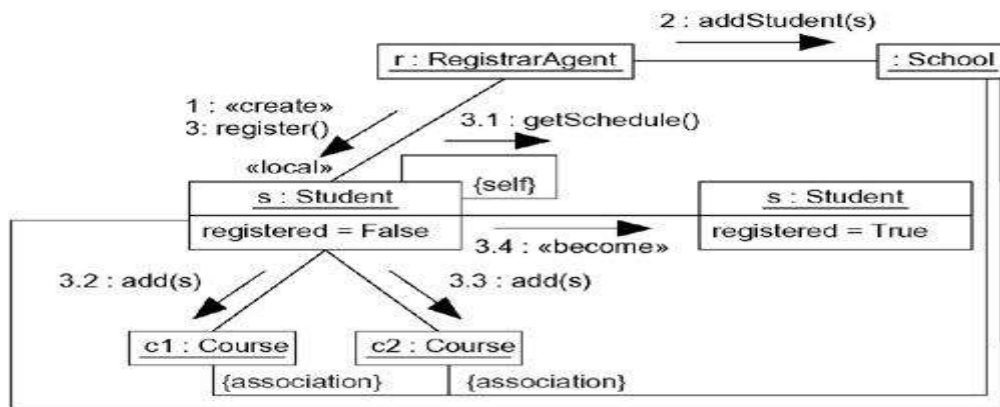 2 : addStudent(s)
r : RegistrarAgent
: School
1 : «create»
3: register()
3.1 : getSchedule()
«local»
{self}
s : Student
registered = False
s : Student
registered = True
3.4 : «become»
3.2 : add(s)
3.3 : add(s)
c1 : Course
c2 : Course
{association}
{association}